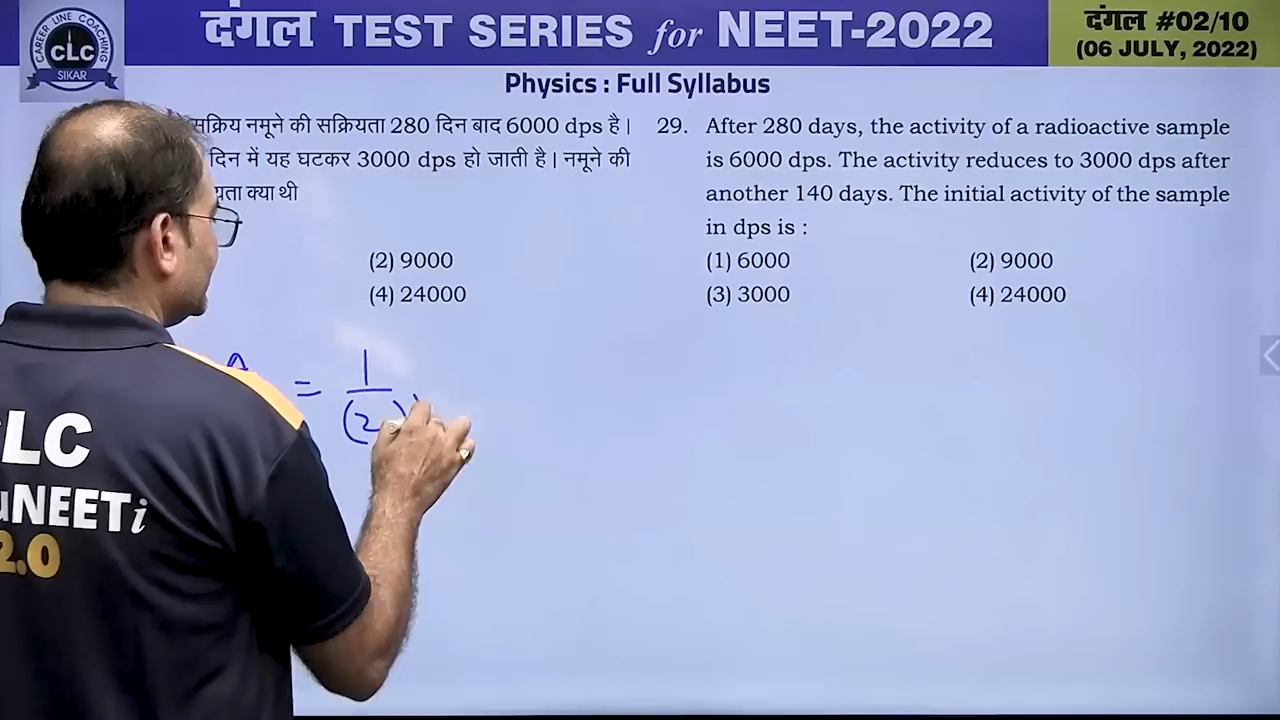 दंगल TEST SERIES for NEET-2022
दंगल #02/10
(06 JULY, 2022)
CAREER LINE COACHING
CLC
SIKAR
Physics : Full Syllabus
सक्रिय नमूने की सक्रियता 280 दिन बाद 6000 dps है।
दिन में यह घटकर 3000 dps हो जाती है। नमूने की
यता क्या थी
(2) 9000
(4) 24000
29. After 280 days, the activity of a radioactive sample
is 6000 dps. The activity reduces to 3000 dps after
another 140 days. The initial activity of the sample
in dps is :
(1) 6000 (2) 9000
(3) 3000 (4) 24000
A = 1
(2)
LC
NEETi
2.0